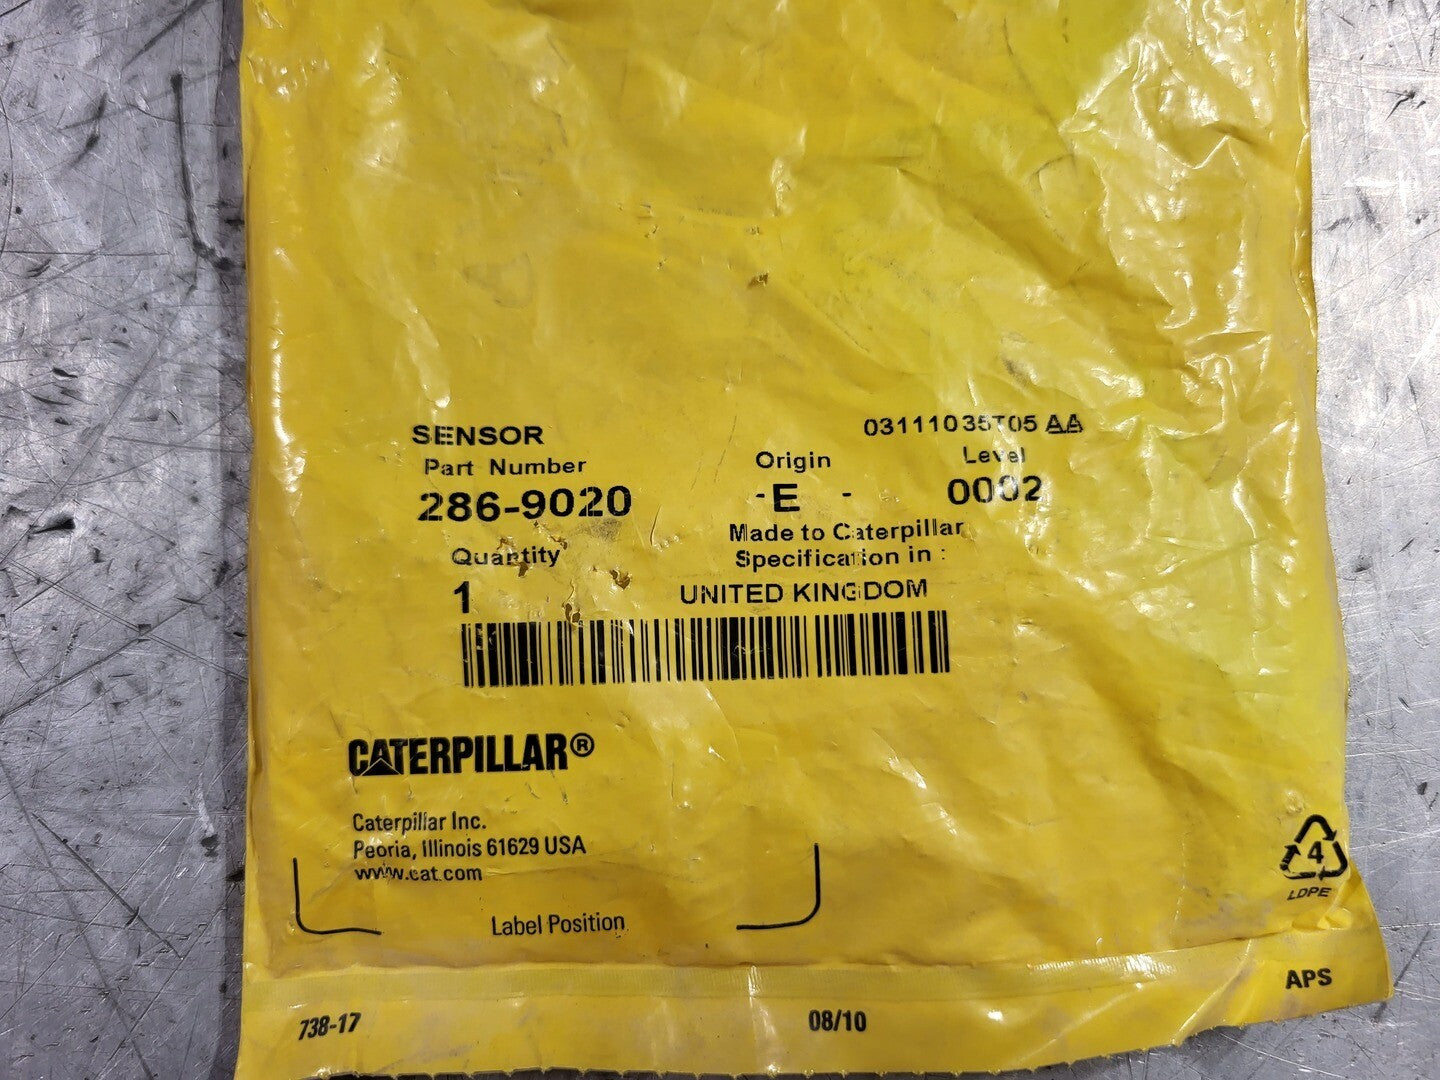 SENSOR 03111035T05 AA
Part Number Origin Level
286-9020 -E - 0002
Made to Caterpillar
Quantity Specification in :
1 UNITED KINGDOM
CATERPILLAR®
Caterpillar Inc.
Peoria, Illinois 61629 USA
www.cat.com
Label Position
4
LDPE
APS
738-17 08/10